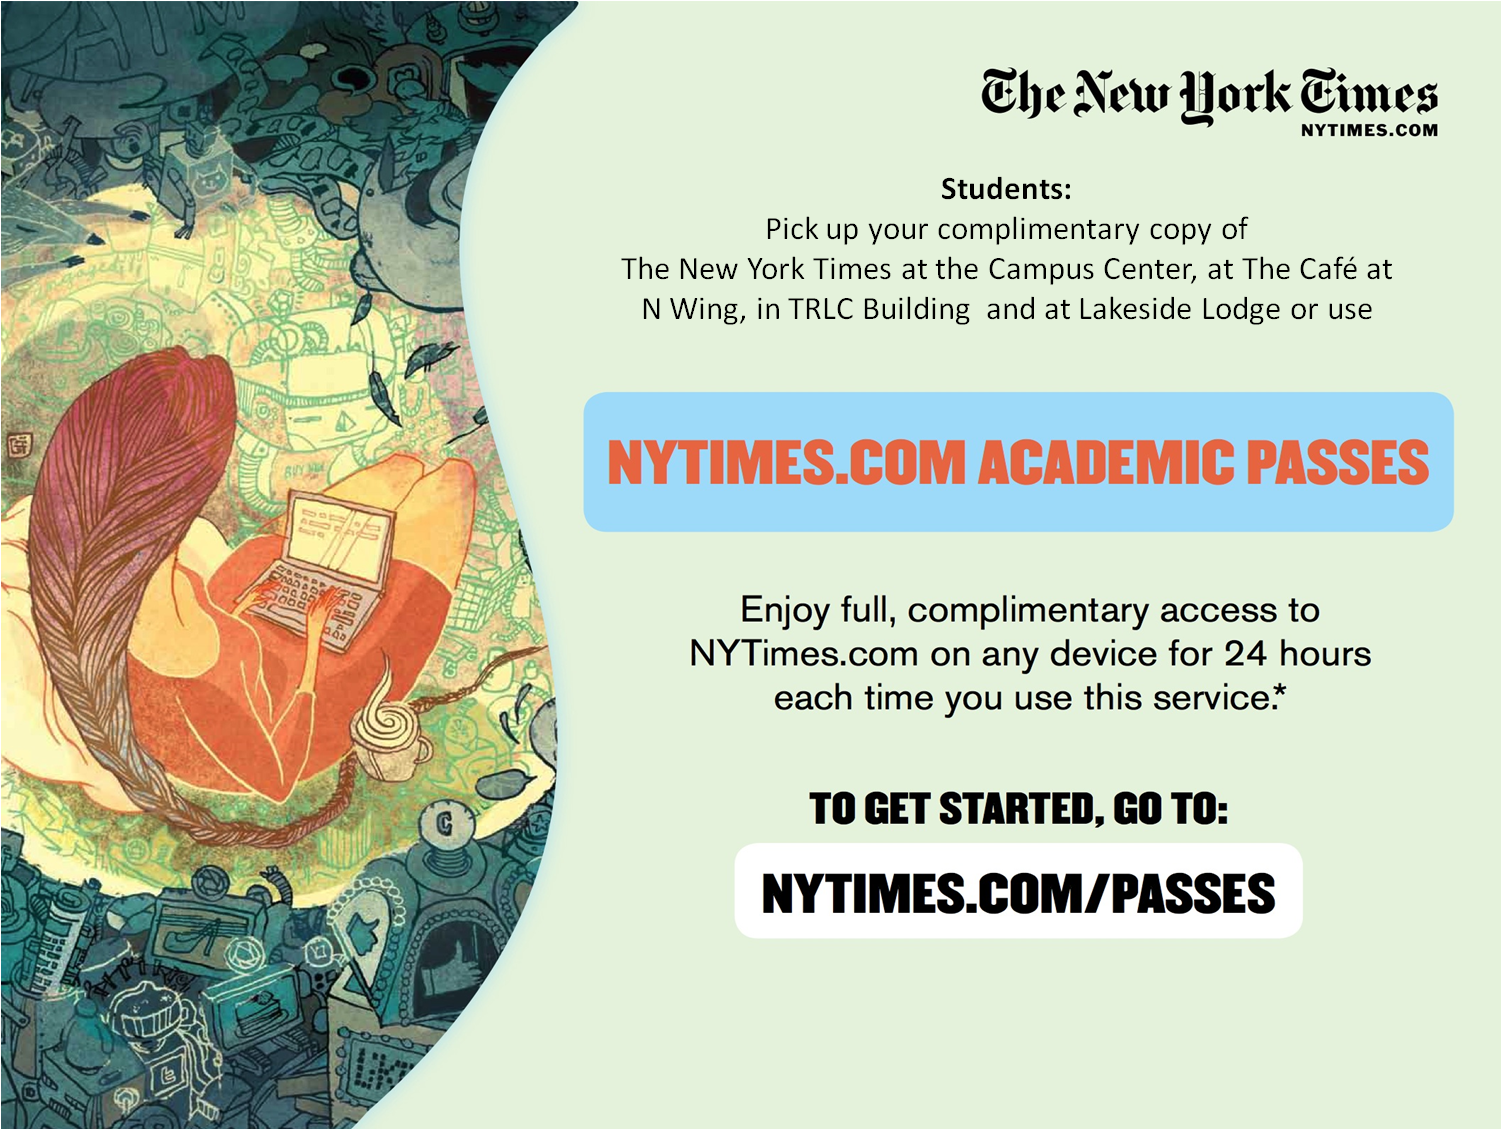 The New York Times
NYTIMES.COM
Students:
Pick up your complimentary copy of
The New York Times at the Campus Center, at The Café at
N Wing, in TRLC Building and at Lakeside Lodge or use
NYTIMES.COM ACADEMIC PASSES
Enjoy full, complimentary access to
NYTimes.com on any device for 24 hours
each time you use this service.*
TO GET STARTED, GO TO:
NYTIMES.COM/PASSES
BUY NOW
C
t
LIKE